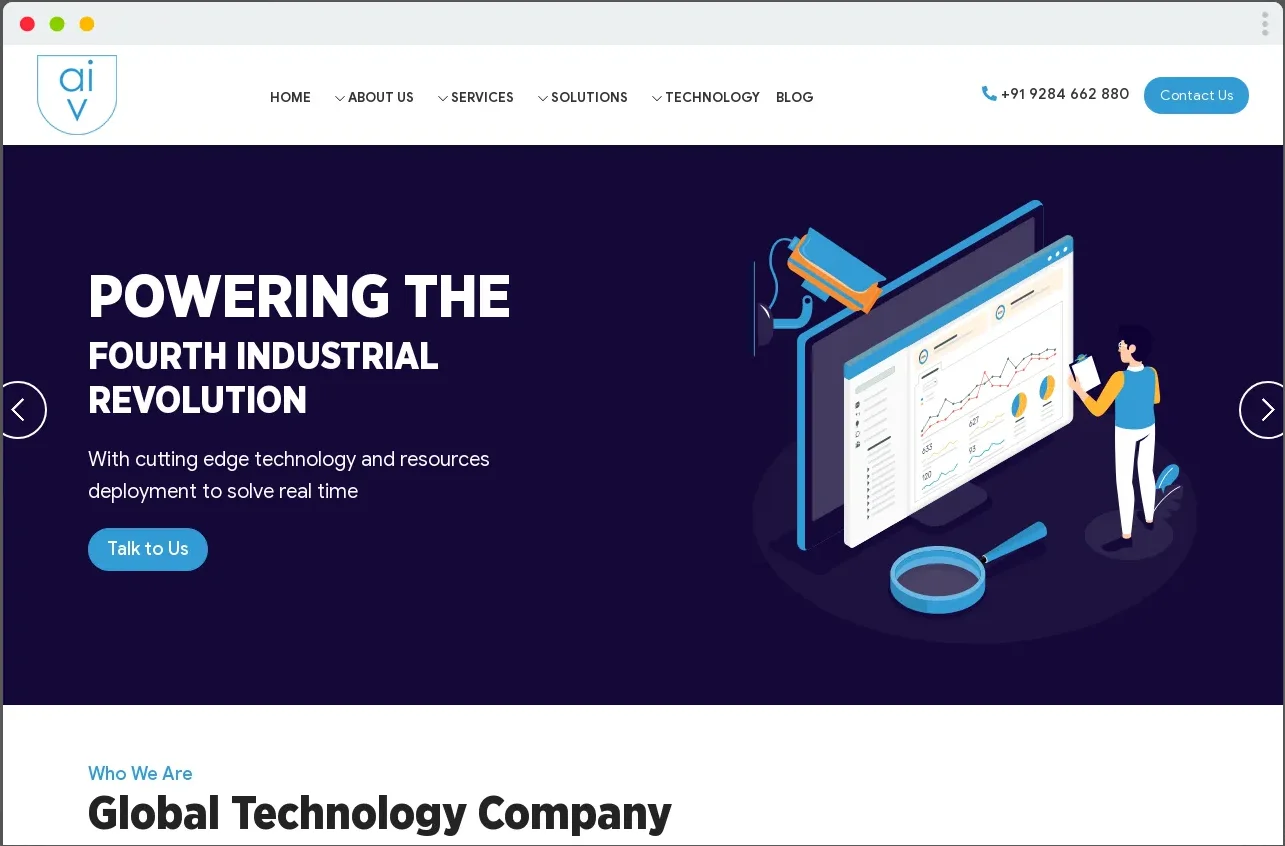 ai
v
HOME
ABOUT US
SERVICES
SOLUTIONS
TECHNOLOGY
BLOG
+91 9284 662 880
Contact Us
POWERING THE
FOURTH INDUSTRIAL
REVOLUTION
With cutting edge technology and resources
deployment to solve real time
Talk to Us
627
633
93
120
Who We Are
Global Technology Company